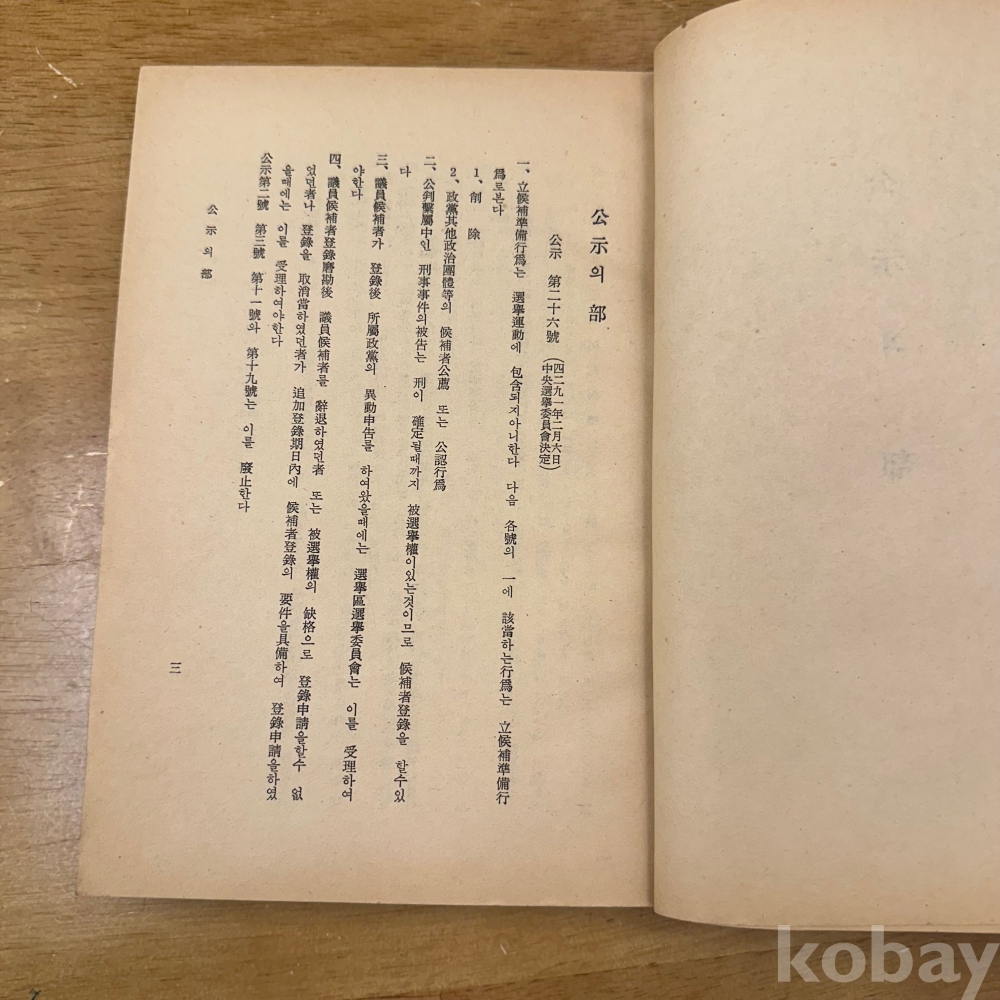 公示의 部
公示 第二十六號 (四二九一年二月六日
中央選擧委員會決定)
一、立候補準備行爲는 選擧運動에 包含되지아니한다 다음 各號의 一에 該當하는行爲는 立候補準備行
爲로본다
1、削 除
2、政黨其他政治團體等의 候補者公薦 또는 公認行爲
二、公判繫屬中인 刑事事件의被告는 刑이 確定될때까지 被選擧權이있는것이므로 候補者登錄을 할수있
다
三、議員候補者가 登錄後 所屬政黨의 異動申告를 하여왔을때에는 選擧區選擧委員會는 이를 受理하여
야한다
四、議員候補者登錄磨勘後 議員候補者를 辭退하였던者 또는 被選擧權의 缺格으로 登錄申請을할수 없
었던者나 登錄을 取消當하였던者가 追加登錄期日內에 候補者登錄의 要件을具備하여 登錄申請을하였
을때에는 이를 受理하여야한다
公示第二號 第三號 第十一號와 第十九號는 이를 廢止한다
公示의 部
三
kobay